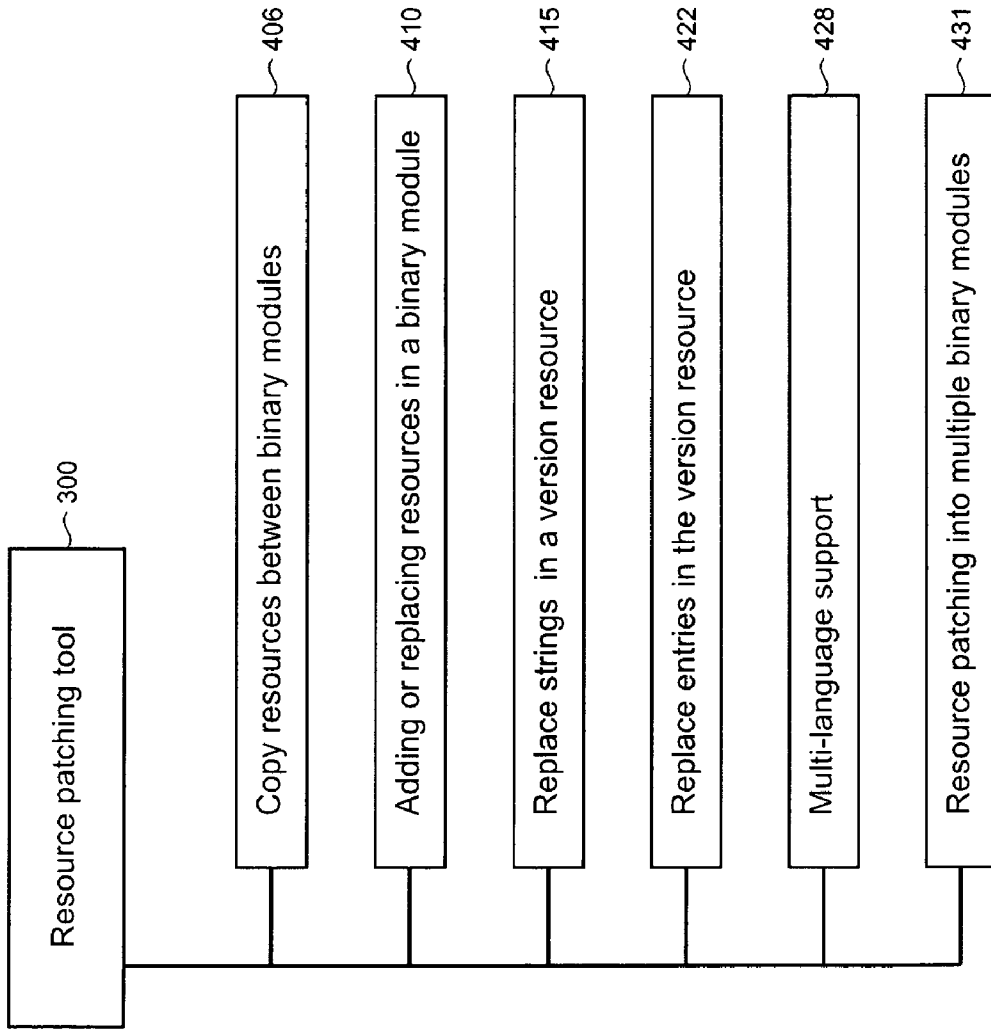 Resource patching tool
300
Copy resources between binary modules
406
Adding or replacing resources in a binary module
410
Replace strings in a version resource
415
Replace entries in the version resource
422
Multi-language support
428
Resource patching into multiple binary modules
431